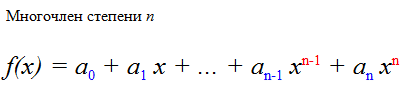 Многочлен степени n
f(x) = a₀ + a₁ x + ... + aₙ₋₁ xⁿ⁻¹ + aₙ xⁿ